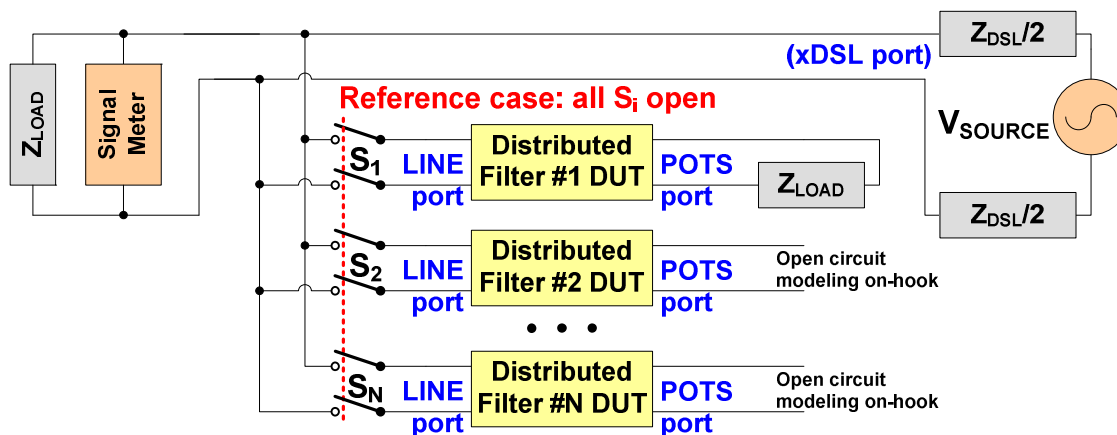 Z_DSL/2
(xDSL port)
Z_LOAD
Signal
Meter
Reference case: all S_i open
V_SOURCE
S_1
LINE
port
Distributed
Filter #1 DUT
POTS
port
Z_LOAD
Z_DSL/2
S_2
LINE
port
Distributed
Filter #2 DUT
POTS
port
Open circuit
modeling on-hook
• • •
S_N
LINE
port
Distributed
Filter #N DUT
POTS
port
Open circuit
modeling on-hook